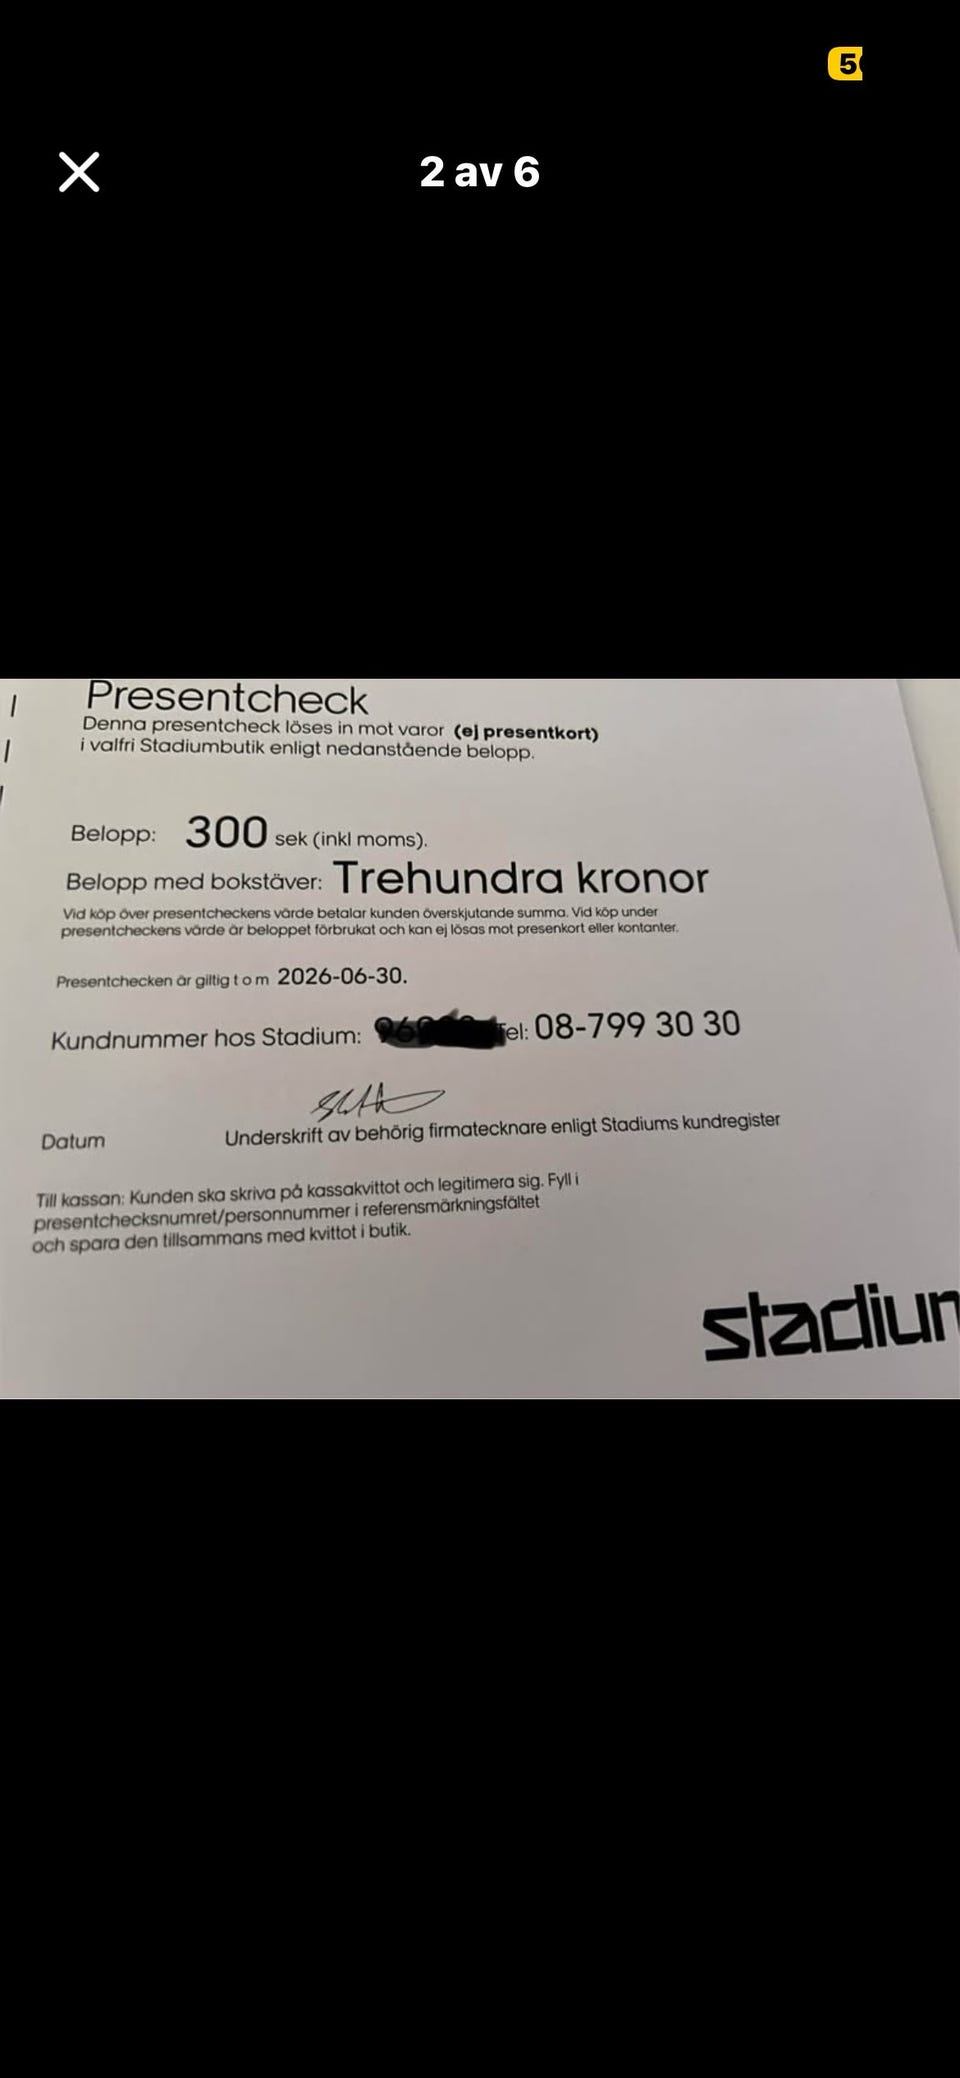 5
2 av 6
Presentcheck
Denna presentcheck löses in mot varor (ej presentkort)
i valfri Stadiumbutik enligt nedanstående belopp.
Belopp: 300 sek (inkl moms).
Belopp med bokstäver: Trehundra kronor
Vid köp över presentcheckens värde betalar kunden överskjutande summa. Vid köp under
presentcheckens värde är beloppet förbrukat och kan ej lösas mot presenkort eller kontanter.
Presentchecken är giltig t o m 2026-06-30.
Kundnummer hos Stadium: Tel: 08-799 30 30
Datum
Underskrift av behörig firmatecknare enligt Stadiums kundregister
Till kassan: Kunden ska skriva på kassakvittot och legitimera sig. Fyll i
presentchecksnumret/personnummer i referensmärkningsfältet
och spara den tillsammans med kvittot i butik.
stadium